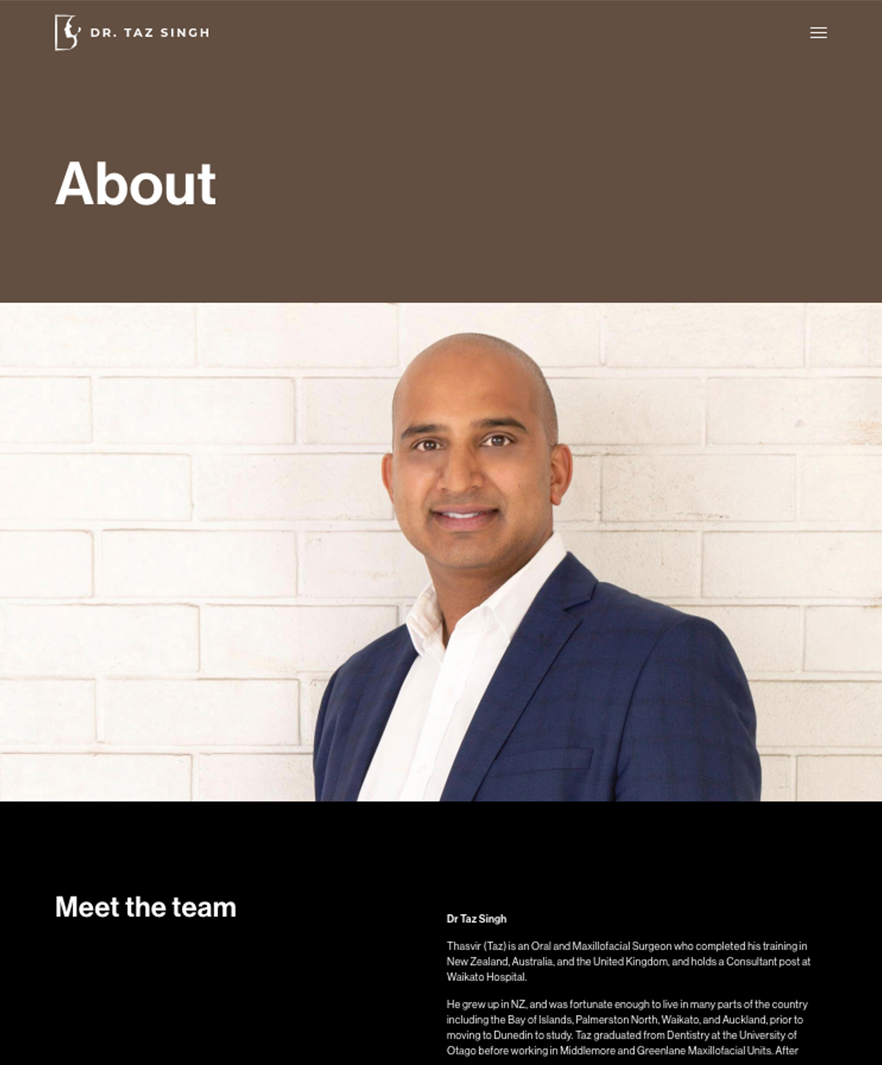 DR. TAZ SINGH
About
Meet the team
Dr Taz Singh
Thasvir (Taz) is an Oral and Maxillofacial Surgeon who completed his training in
New Zealand, Australia, and the United Kingdom, and holds a Consultant post at
Waikato Hospital.
He grew up in NZ, and was fortunate enough to live in many parts of the country
including the Bay of Islands, Palmerston North, Waikato, and Auckland, prior to
moving to Dunedin to study. Taz graduated from Dentistry at the University of
Otago before working in Middlemore and Greenlane Maxillofacial Units. After